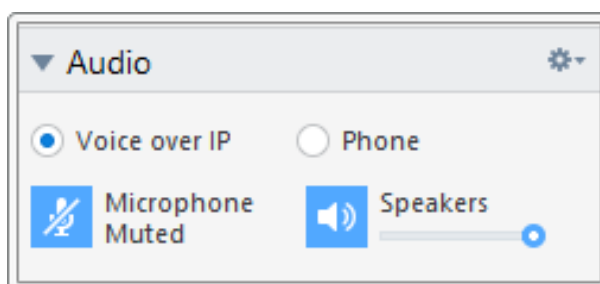 Audio
Voice over IP
Phone
Microphone
Muted
Speakers